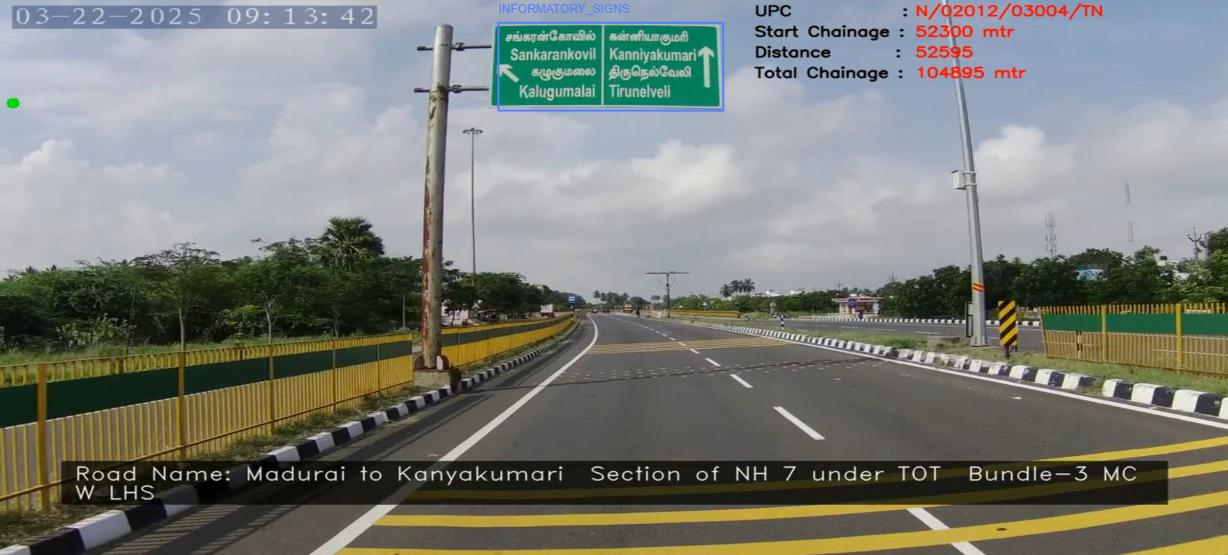 03-22-2025 09:13:42
INFORMATORY_SIGNS
UPC : N/02012/03004/TN
Start Chainage : 52300 mtr
Distance : 52595
Total Chainage : 104895 mtr
சங்கரன்கோவில்
Sankarankovil
கழுகுமலை
Kalugumalai
கன்னியாகுமரி
Kanniyakumari
திருநெல்வேலி
Tirunelveli
Road Name: Madurai to Kanyakumari Section of NH 7 under TOT Bundle-3 MC
W LHS